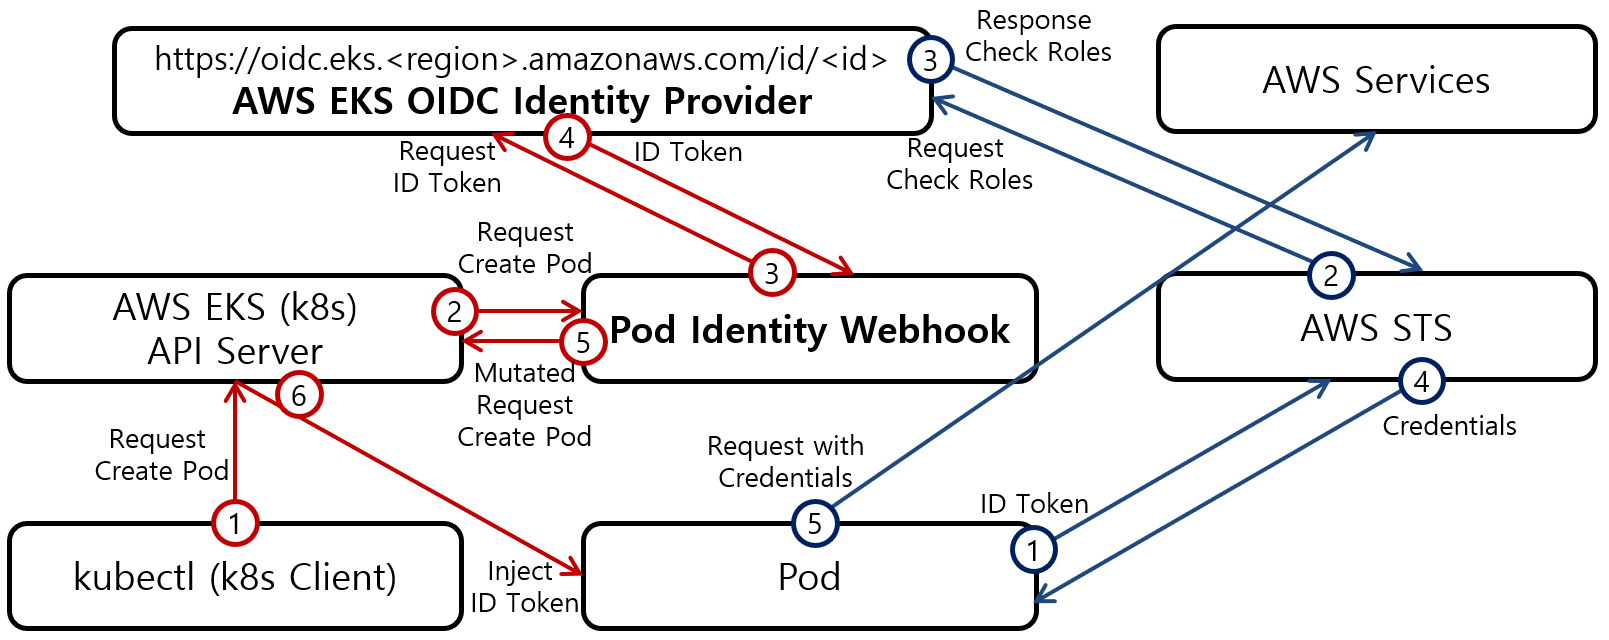 Response
Check Roles
https://oidc.eks.<region>.amazonaws.com/id/<id>
AWS EKS OIDC Identity Provider
3
AWS Services
4
Request
ID Token
ID Token
Request
Check Roles
Request
Create Pod
3
2
AWS EKS (k8s)
API Server
2
5
Pod Identity Webhook
AWS STS
Mutated
Request
Create Pod
6
4
Credentials
Request
Create Pod
Request with
Credentials
ID Token
1
kubectl (k8s Client)
Inject
ID Token
5
Pod
1